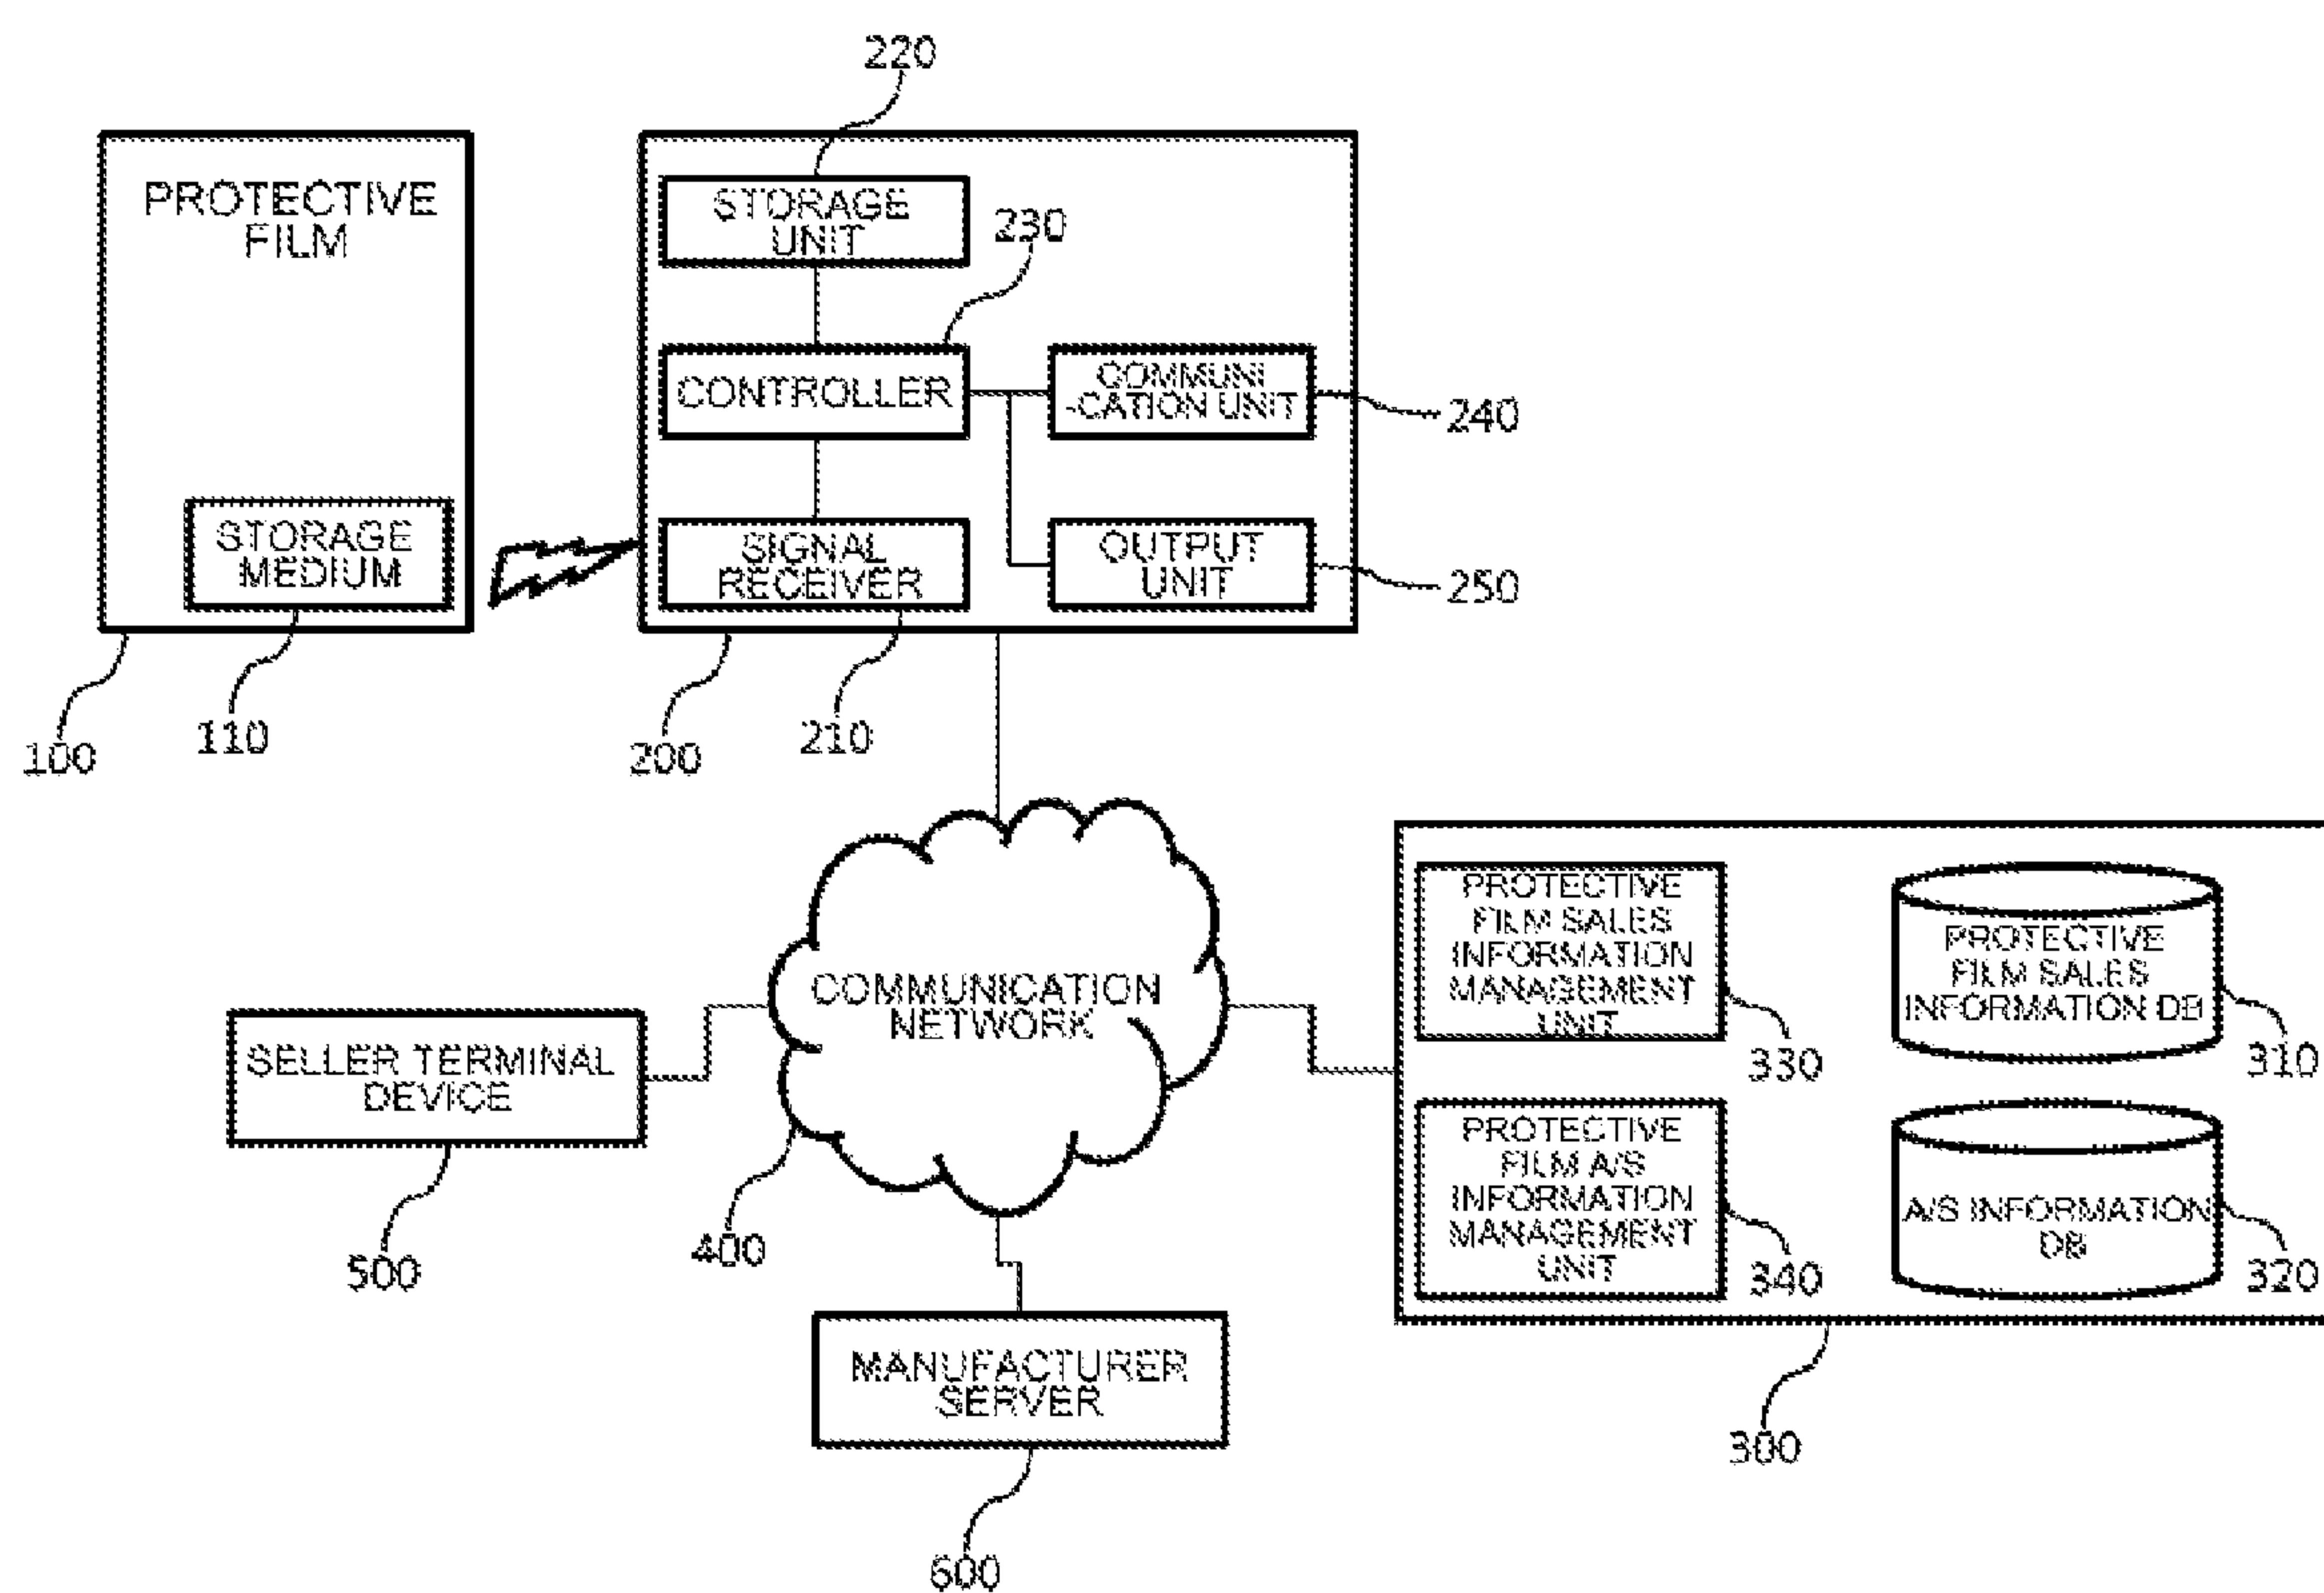 220
PROTECTIVE
FILM
STORAGE
UNIT
230
CONTROLLER
COMMUNI
-CATION UNIT
240
STORAGE
MEDIUM
SIGNAL
RECEIVER
OUTPUT
UNIT
250
100
110
200
210
PROTECTIVE
FILM SALES
INFORMATION
MANAGEMENT
UNIT
330
PROTECTIVE
FILM SALES
INFORMATION DB
310
COMMUNICATION
NETWORK
SELLER TERMINAL
DEVICE
500
400
PROTECTIVE
FILM A/S
INFORMATION
MANAGEMENT
UNIT
340
A/S INFORMATION
DB
320
MANUFACTURER
SERVER
300
600